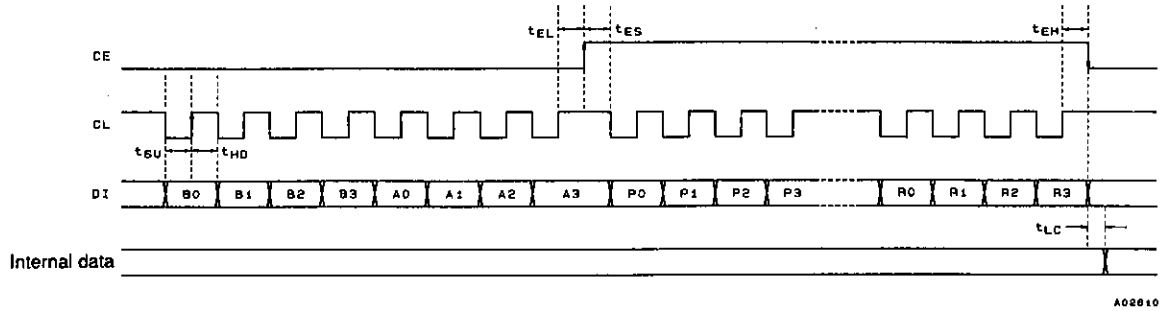 tEL tES tEH
CE
CL
tSU tHD
DI B0 B1 B2 B3 A0 A1 A2 A3 P0 P1 P2 P3 R0 R1 R2 R3
tLC
Internal data
A02610